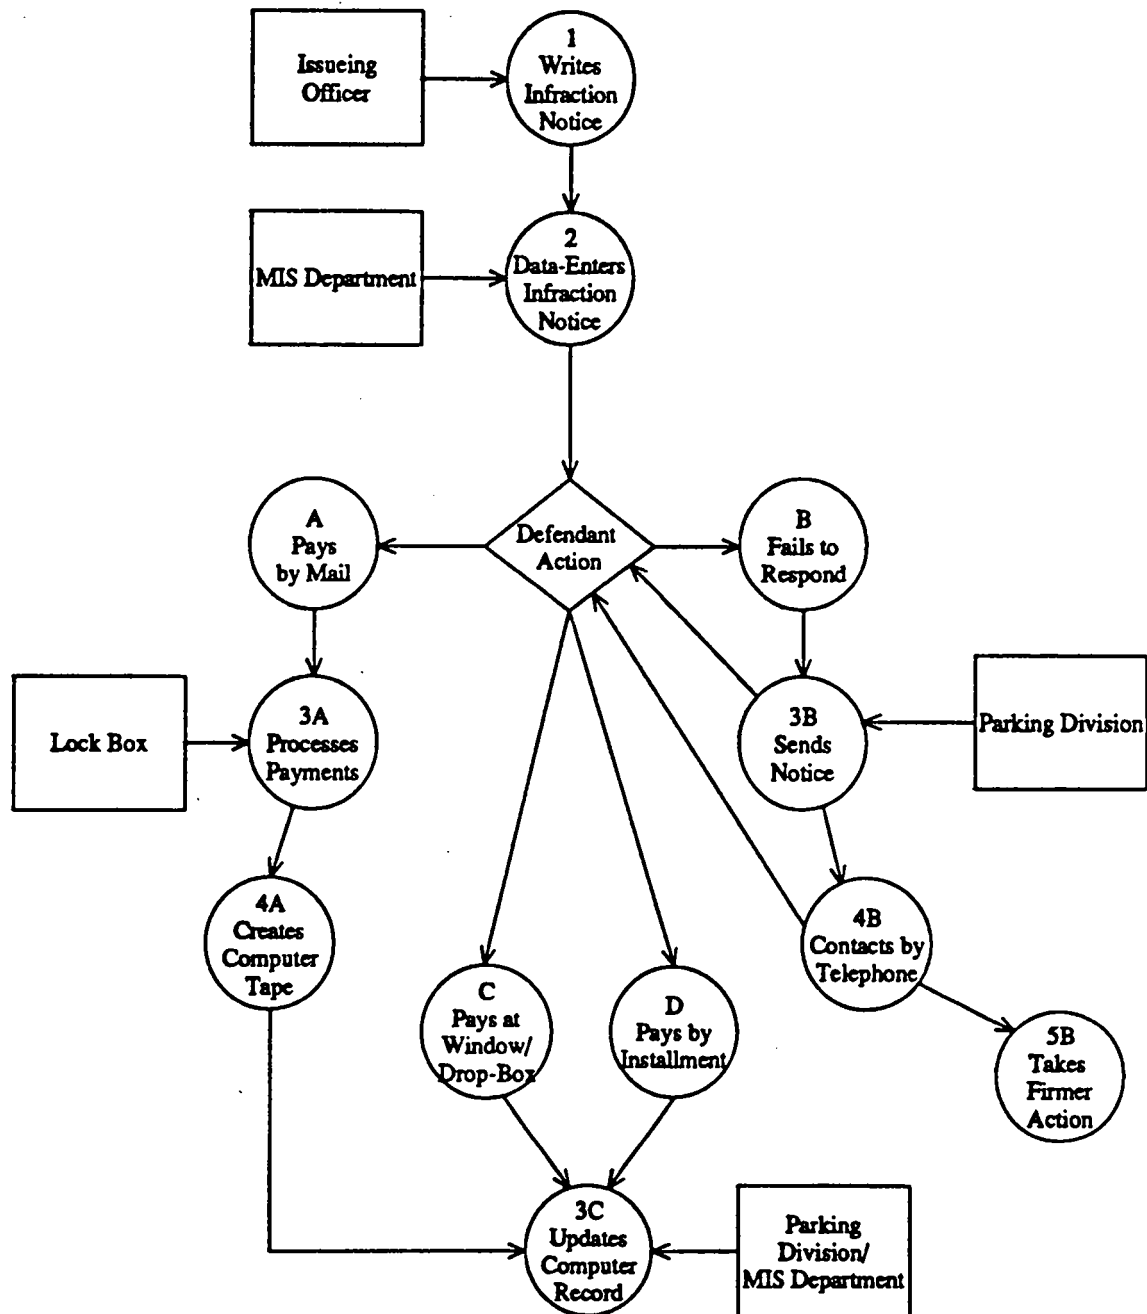 Issueing
Officer
1
Writes
Infraction
Notice
MIS Department
2
Data-Enters
Infraction
Notice
A
Pays
by Mail
Defendant
Action
B
Fails to
Respond
Lock Box
3A
Processes
Payments
3B
Sends
Notice
Parking Division
4A
Creates
Computer
Tape
4B
Contacts by
Telephone
C
Pays at
Window/
Drop-Box
D
Pays by
Installment
5B
Takes
Firmer
Action
3C
Updates
Computer
Record
Parking
Division/
MIS Department